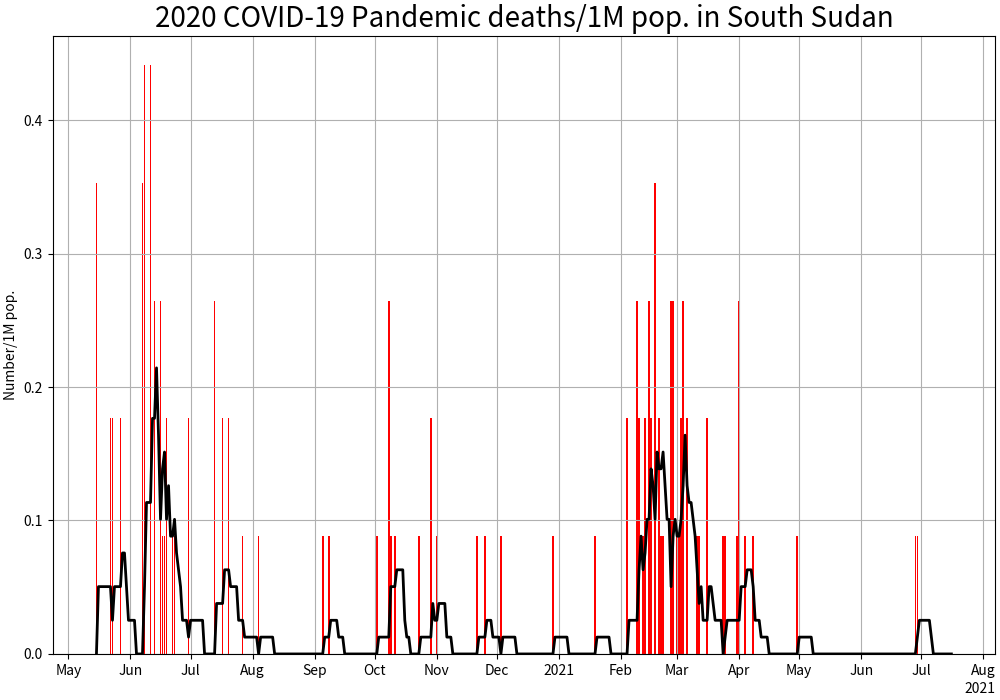 2020 COVID-19 Pandemic deaths/1M pop. in South Sudan
Number/1M pop.
0.4
0.3
0.2
0.1
0.0
May Jun Jul Aug Sep Oct Nov Dec 2021 Feb Mar Apr May Jun Jul Aug
2021